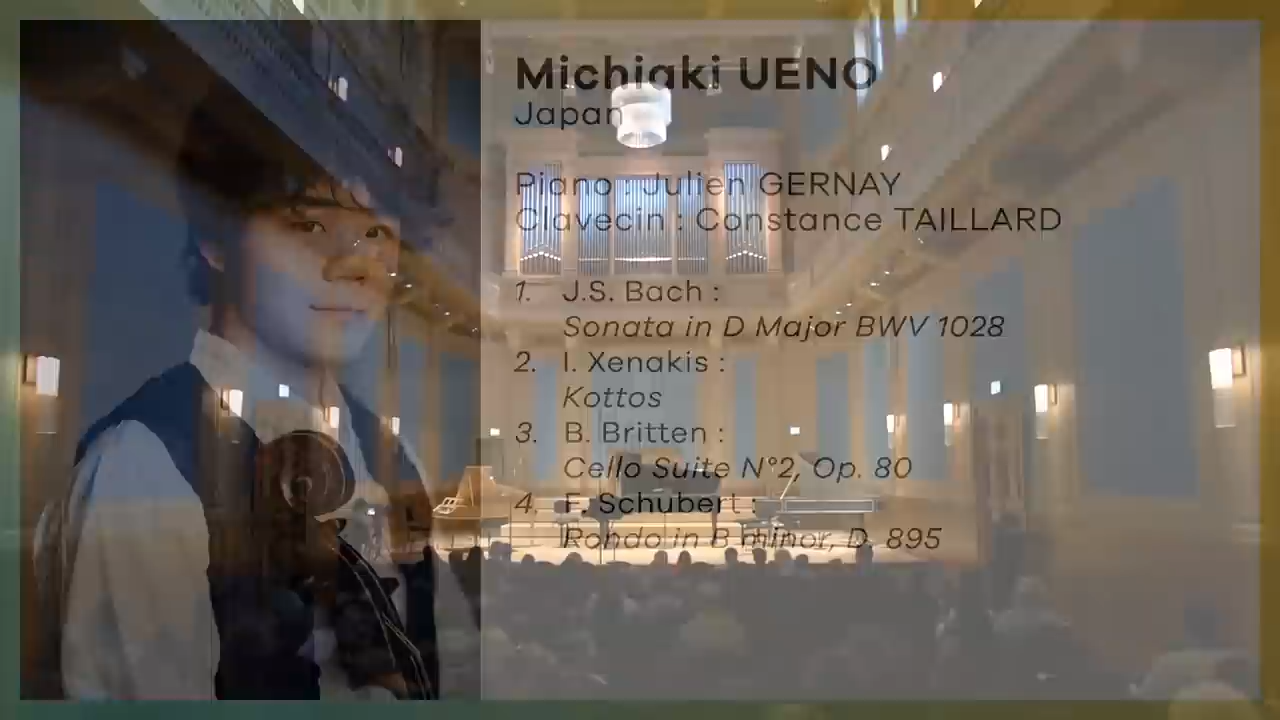 Michiaki UENO
Japan
Piano : Julien GERNAY
Clavecin : Constance TAILLARD
1. J.S. Bach :
Sonata in D Major BWV 1028
2. I. Xenakis :
Kottos
3. B. Britten :
Cello Suite N°2, Op. 80
4. F. Schubert :
Rondo in B minor, D. 895